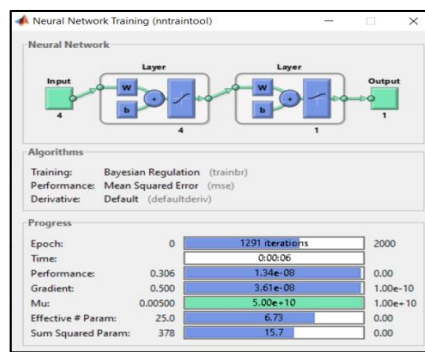 Neural Network Training (nntraintool)
Neural Network
Layer
Layer
Input
Output
W
b
+
W
b
+
4
4
1
1
Algorithms
Training: Bayesian Regulation (trainbr)
Performance: Mean Squared Error (mse)
Derivative: Default (defaultderiv)
Progress
Epoch: 0 1291 iterations 2000
Time: 0:00:06
Performance: 0.306 1.34e-08 0.00
Gradient: 0.500 3.61e-08 1.00e-10
Mu: 0.00500 5.00e+10 1.00e+10
Effective # Param: 25.0 6.73 0.00
Sum Squared Param: 378 15.7 0.00